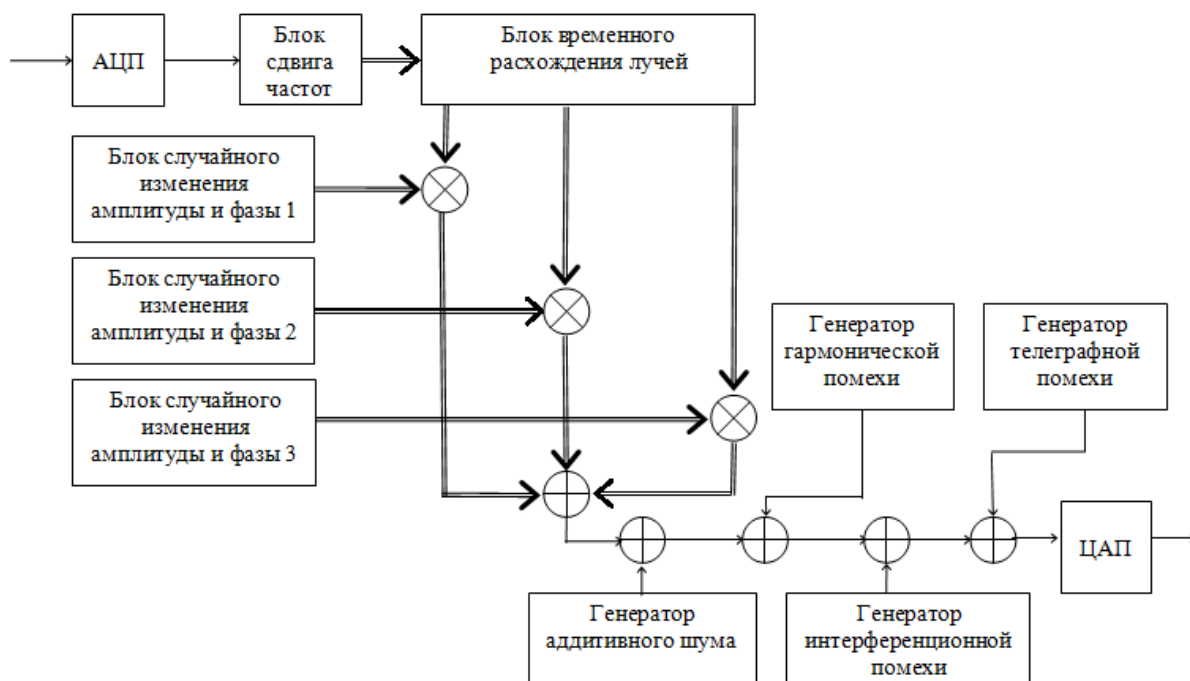 АЦП
Блок
сдвига
частот
Блок временного
расхождения лучей
Блок случайного
изменения
амплитуды и фазы 1
Блок случайного
изменения
амплитуды и фазы 2
Блок случайного
изменения
амплитуды и фазы 3
Генератор
гармонической
помехи
Генератор
телеграфной
помехи
ЦАП
Генератор
аддитивного шума
Генератор
интерференционной
помехи